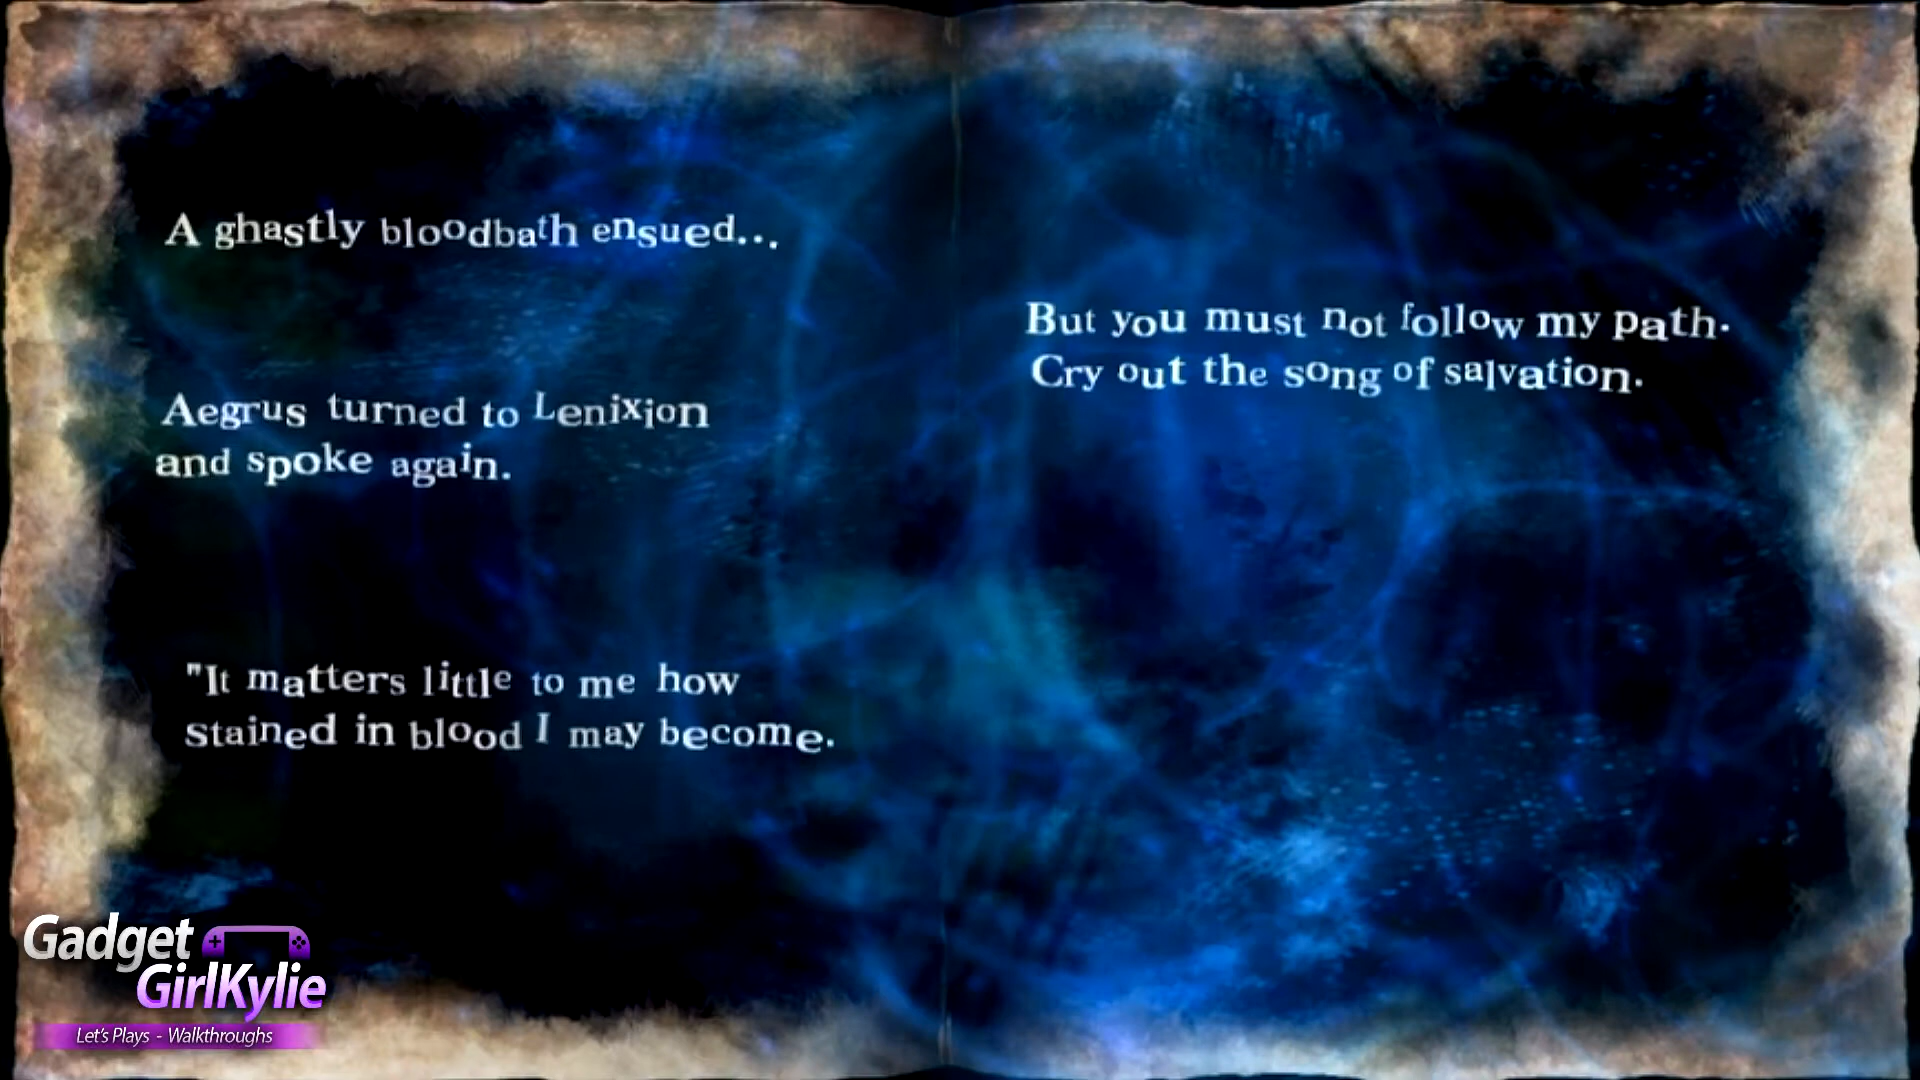 A ghastly bloodbath ensued...
Aegrus turned to Lenixion
and spoke again.
"It matters little to me how
stained in blood I may become.
But you must not follow my path.
Cry out the song of salvation.
Gadget
GirlKylie
Let's Plays - Walkthroughs